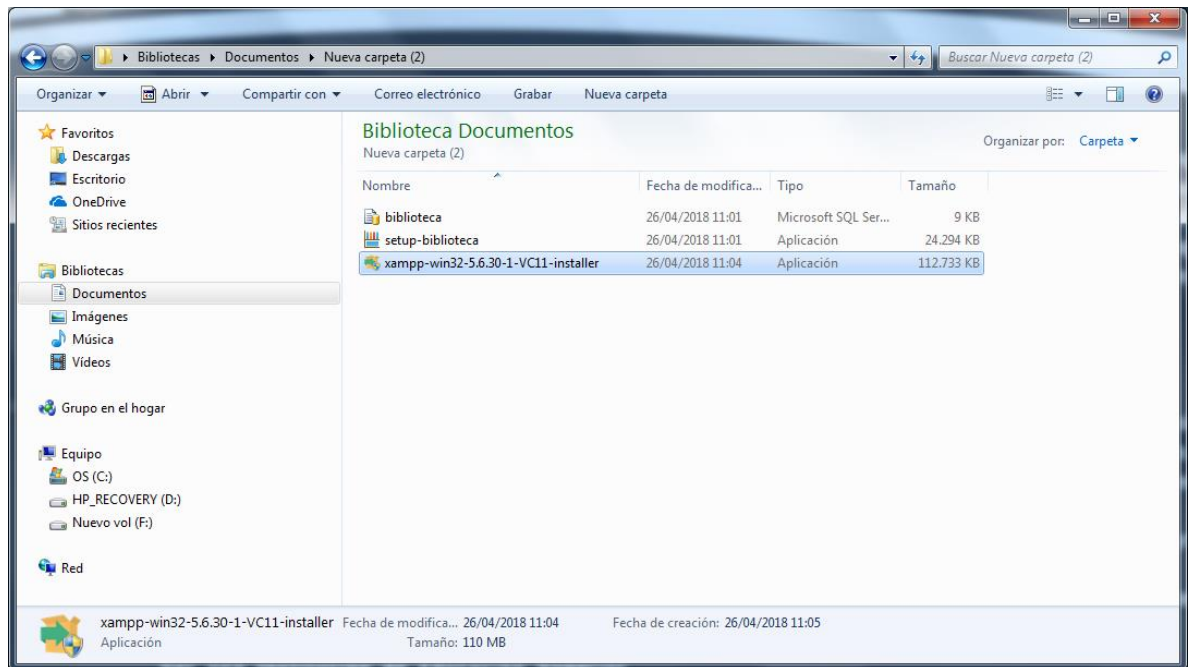 Bibliotecas ▸ Documentos ▸ Nueva carpeta (2)
Buscar Nueva carpeta (2)
Organizar Abrir Compartir con Correo electrónico Grabar Nueva carpeta
Favoritos
Descargas
Escritorio
OneDrive
Sitios recientes
Bibliotecas
Documentos
Imágenes
Música
Vídeos
Grupo en el hogar
Equipo
OS (C:)
HP_RECOVERY (D:)
Nuevo vol (F:)
Red
Biblioteca Documentos
Nueva carpeta (2)
Organizar por: Carpeta
Nombre Fecha de modifica... Tipo Tamaño
biblioteca 26/04/2018 11:01 Microsoft SQL Ser... 9 KB
setup-biblioteca 26/04/2018 11:01 Aplicación 24.294 KB
xampp-win32-5.6.30-1-VC11-installer 26/04/2018 11:04 Aplicación 112.733 KB
xampp-win32-5.6.30-1-VC11-installer Fecha de modifica... 26/04/2018 11:04 Fecha de creación: 26/04/2018 11:05
Aplicación Tamaño: 110 MB